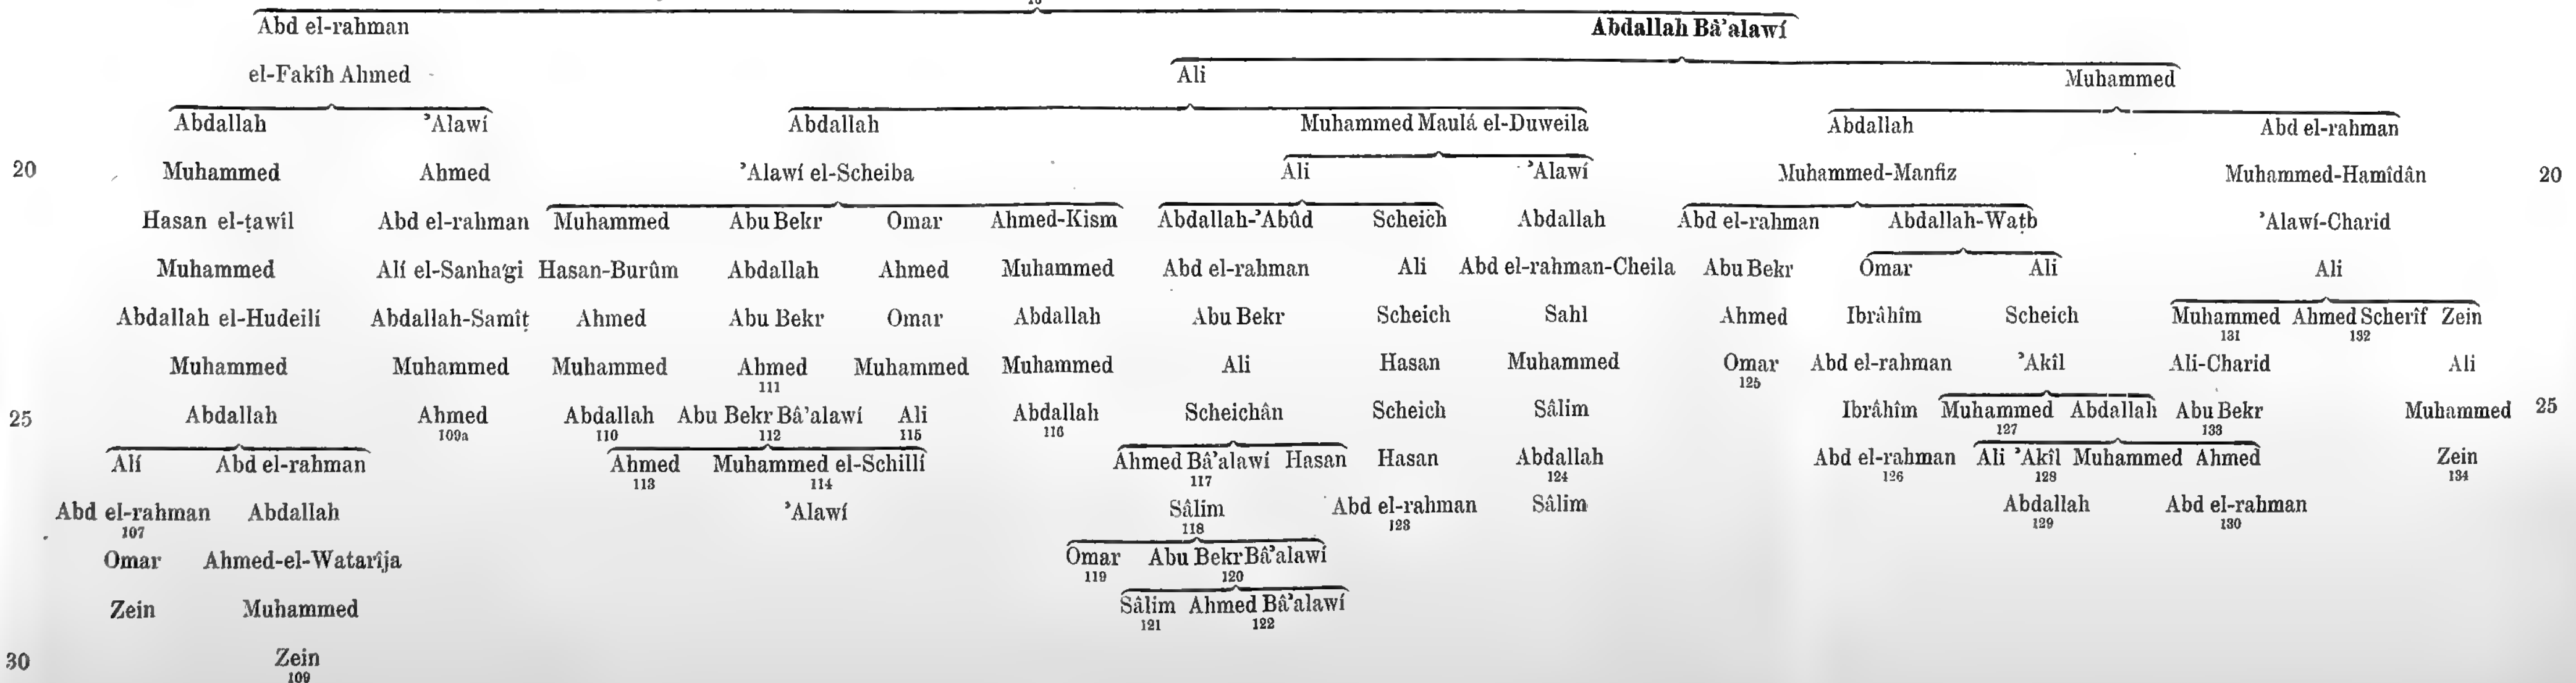 Abd el-rahman Abdallah Bâ’alawí
el-Fakîh Ahmed Ali Muhammed
Abdallah ’Alawí Abdallah Muhammed Maulá el-Duweila Abdallah Abd el-rahman
20 Muhammed Ahmed ’Alawí el-Scheiba Ali ’Alawí Muhammed-Manfiz Muhammed-Hamîdân 20
Hasan el-ṭawîl Abd el-rahman Muhammed Abu Bekr Omar Ahmed-Kism Abdallah-’Abûd Scheich Abdallah Abd el-rahman Abdallah-Waṭb ’Alawí-Charid
Muhammed Alí el-Sanhagi Hasan-Burûm Abdallah Ahmed Muhammed Abd el-rahman Ali Abd el-rahman-Cheila Abu Bekr Omar Ali Ali
Abdallah el-Hudeilí Abdallah-Samîṭ Ahmed Abu Bekr Omar Abdallah Abu Bekr Scheich Sahl Ahmed Ibrâhîm Scheich Muhammed Ahmed Scherîf Zein
131 132
Muhammed Muhammed Muhammed Ahmed Muhammed Muhammed Ali Hasan Muhammed Omar Abd el-rahman ’Akîl Ali-Charid Ali
111 125
25 Abdallah Ahmed Abdallah Abu Bekr Bâ’alawí Ali Abdallah Scheichân Scheich Sâlim Ibrâhîm Muhammed Abdallah Abu Bekr Muhammed 25
109a 110 112 115 116 127 133
Alí Abd el-rahman Ahmed Muhammed el-Schillí Ahmed Bâ’alawí Hasan Hasan Abdallah Abd el-rahman Ali ’Akîl Muhammed Ahmed Zein
113 114 117 124 126 128 134
Abd el-rahman Abdallah ’Alawí Sâlim Abd el-rahman Sâlim Abdallah Abd el-rahman
107 118 123 129 130
Omar Ahmed-el-Watarîja Omar Abu Bekr Bâ’alawí
119 120
Zein Muhammed Sâlim Ahmed Bâ’alawí
121 122
30 Zein
109